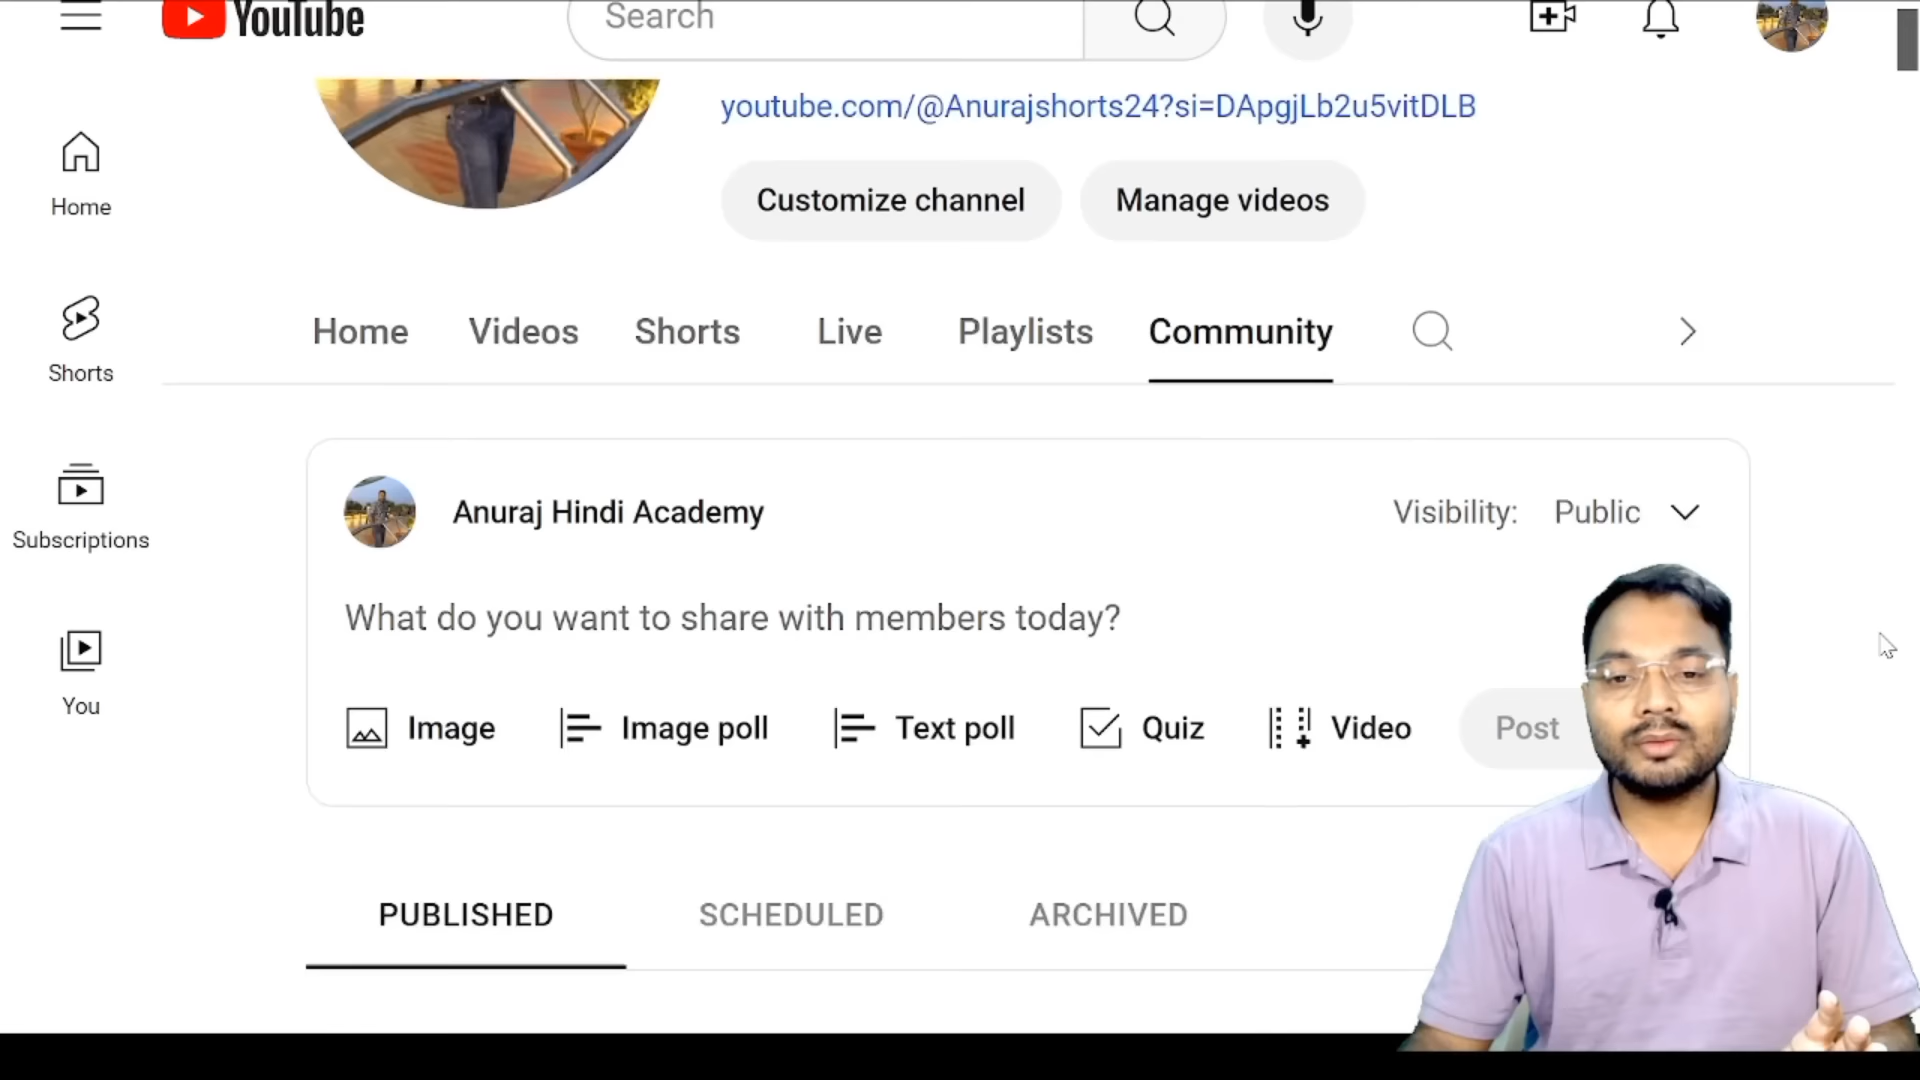 YouTube
Search
youtube.com/@Anurajshorts24?si=DApgjLb2u5vitDLB
Customize channel
Manage videos
Home
Shorts
Subscriptions
You
Home Videos Shorts Live Playlists Community
Anuraj Hindi Academy
Visibility: Public
What do you want to share with members today?
Image Image poll Text poll Quiz Video Post
PUBLISHED SCHEDULED ARCHIVED